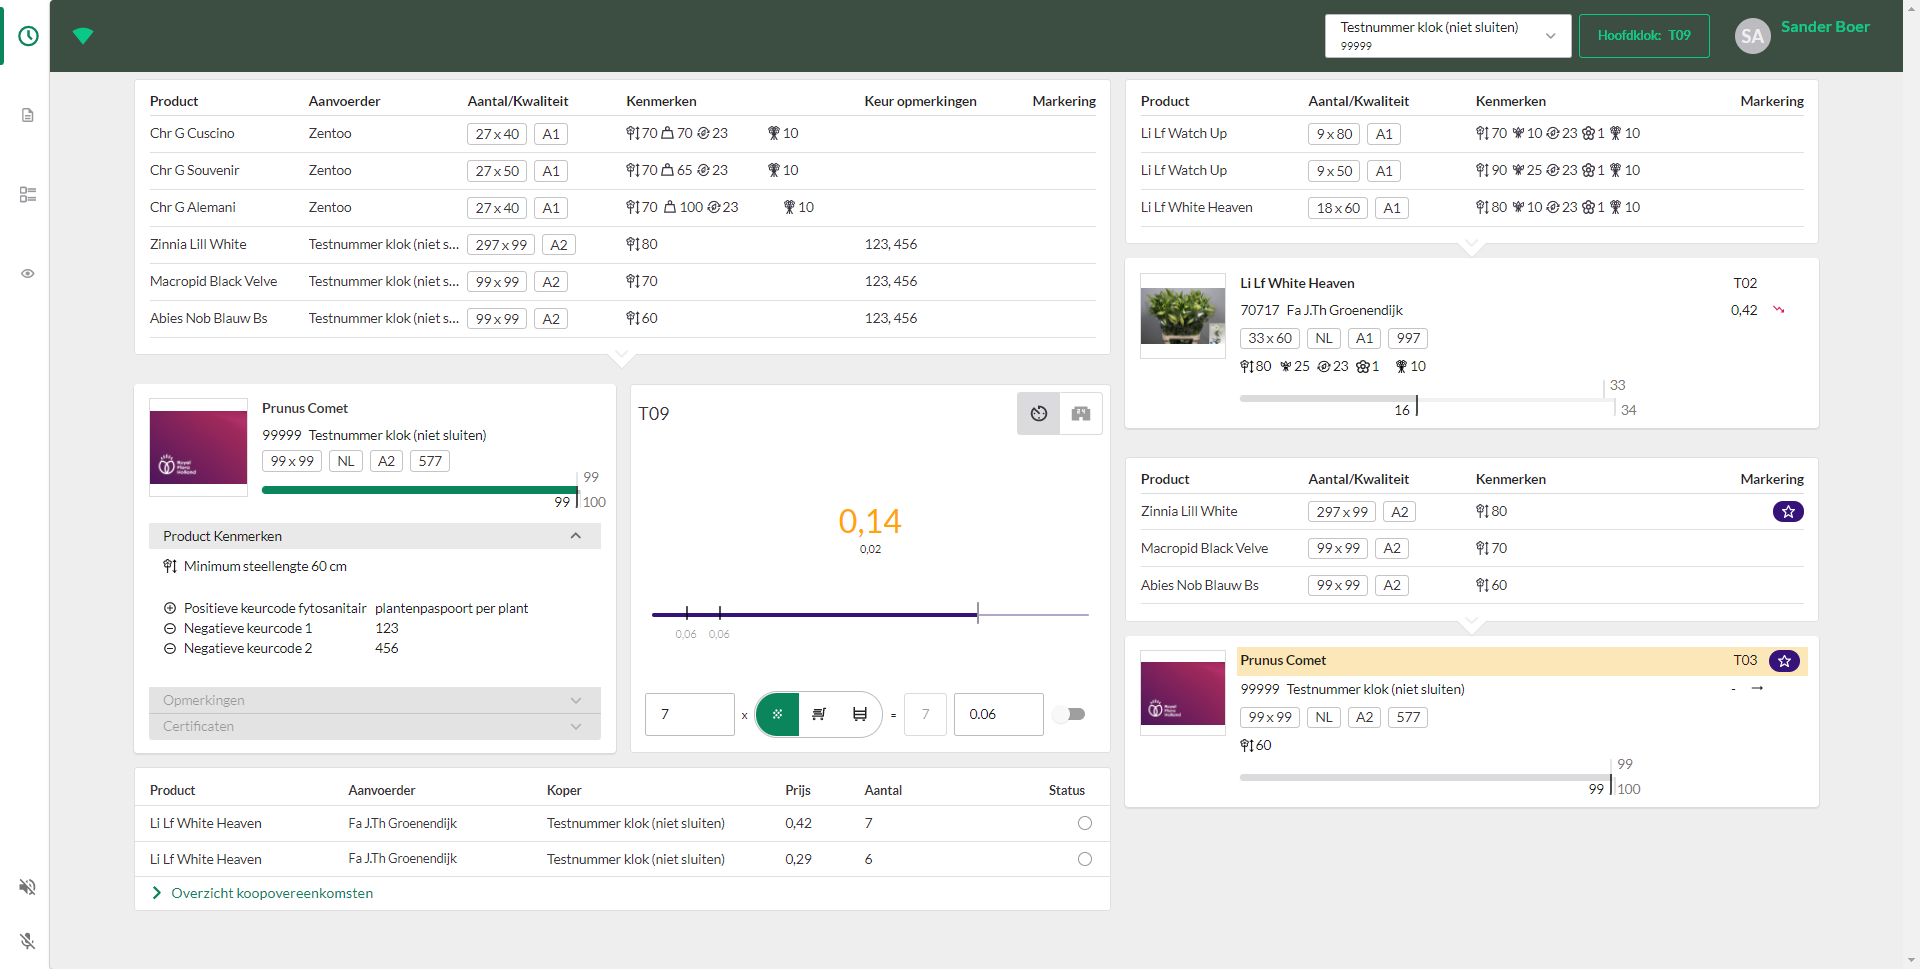 Testnummer klok (niet sluiten)
99999
Hoofdklok: T09
SA
Sander Boer
Product Aanvoerder Aantal/Kwaliteit Kenmerken Keur opmerkingen Markering
Chr G Cuscino Zentoo 27 x 40 A1 70 70 23 10
Chr G Souvenir Zentoo 27 x 50 A1 70 65 23 10
Chr G Alemani Zentoo 27 x 40 A1 70 100 23 10
Zinnia Lill White Testnummer klok (niet s... 297 x 99 A2 80 123, 456
Macropid Black Velve Testnummer klok (niet s... 99 x 99 A2 70 123, 456
Abies Nob Blauw Bs Testnummer klok (niet s... 99 x 99 A2 60 123, 456
Prunus Comet
99999 Testnummer klok (niet sluiten)
99 x 99 NL A2 577
99
99 100
Royal
Flora
Holland
Product Kenmerken
Minimum steellengte 60 cm
Positieve keurcode fytosanitair plantenpaspoort per plant
Negatieve keurcode 1 123
Negatieve keurcode 2 456
Opmerkingen
Certificaten
T09
24
0,14
0,02
0,06 0,06
7 x = 7 0.06
Product Aanvoerder Koper Prijs Aantal Status
Li Lf White Heaven Fa J.Th Groenendijk Testnummer klok (niet sluiten) 0,42 7
Li Lf White Heaven Fa J.Th Groenendijk Testnummer klok (niet sluiten) 0,29 6
Overzicht koopovereenkomsten
Product Aantal/Kwaliteit Kenmerken Markering
Li Lf Watch Up 9 x 80 A1 70 10 23 1 10
Li Lf Watch Up 9 x 50 A1 90 25 23 1 10
Li Lf White Heaven 18 x 60 A1 80 10 23 1 10
Li Lf White Heaven T02
70717 Fa J.Th Groenendijk 0,42
33 x 60 NL A1 997
80 25 23 1 10
33
16 34
Product Aantal/Kwaliteit Kenmerken Markering
Zinnia Lill White 297 x 99 A2 80
Macropid Black Velve 99 x 99 A2 70
Abies Nob Blauw Bs 99 x 99 A2 60
Prunus Comet T03
99999 Testnummer klok (niet sluiten) -
99 x 99 NL A2 577
60
99
99 100